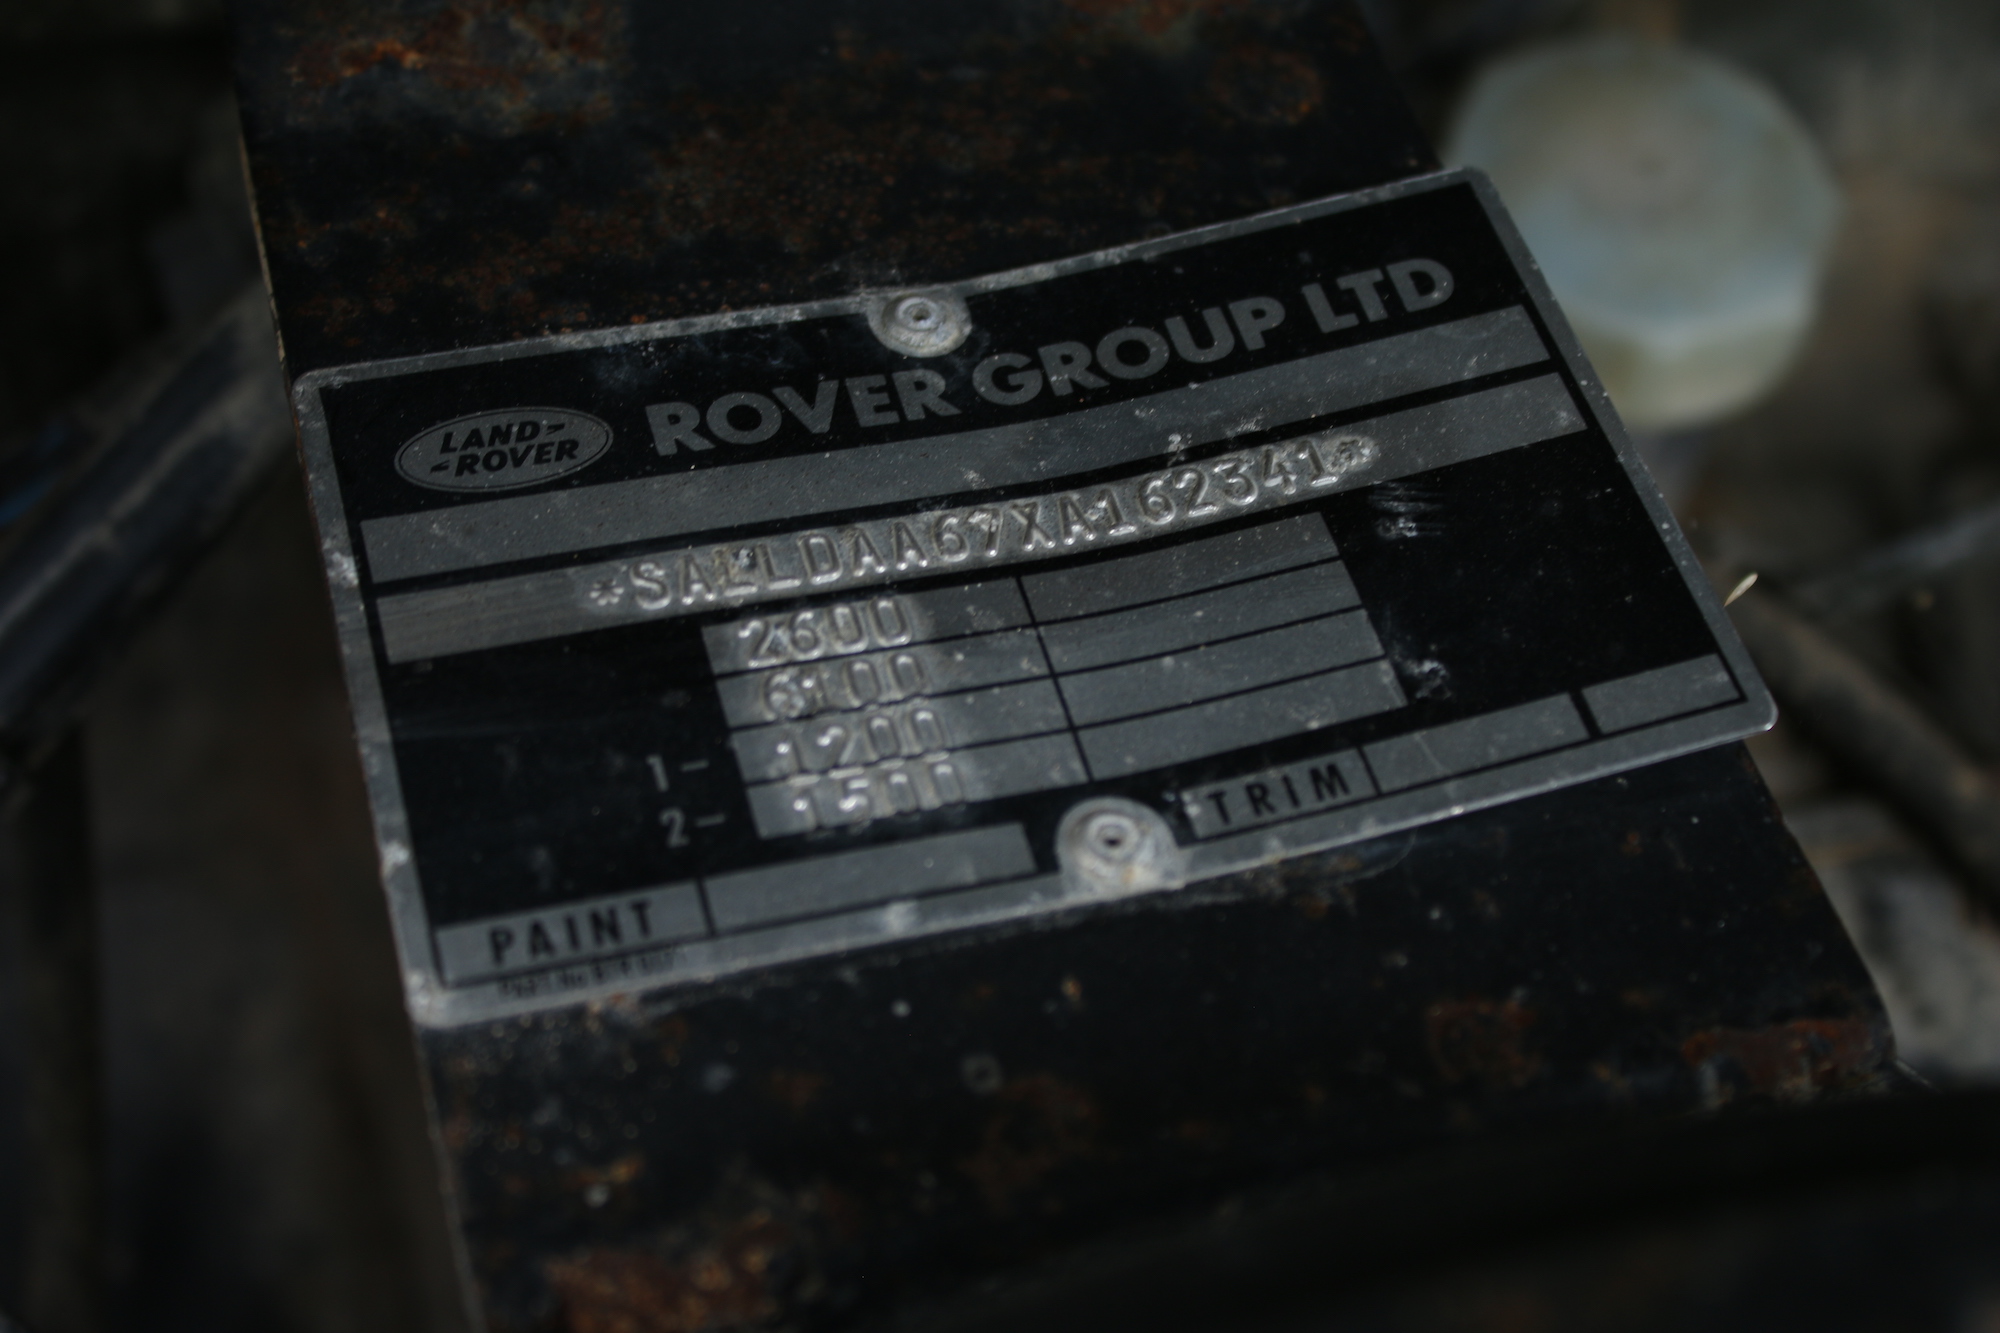 LAND-
-ROVER
ROVER GROUP LTD
*SALLDAA67XA162341*
2600
6100
1- 1200
2- 1500
TRIM
PAINT